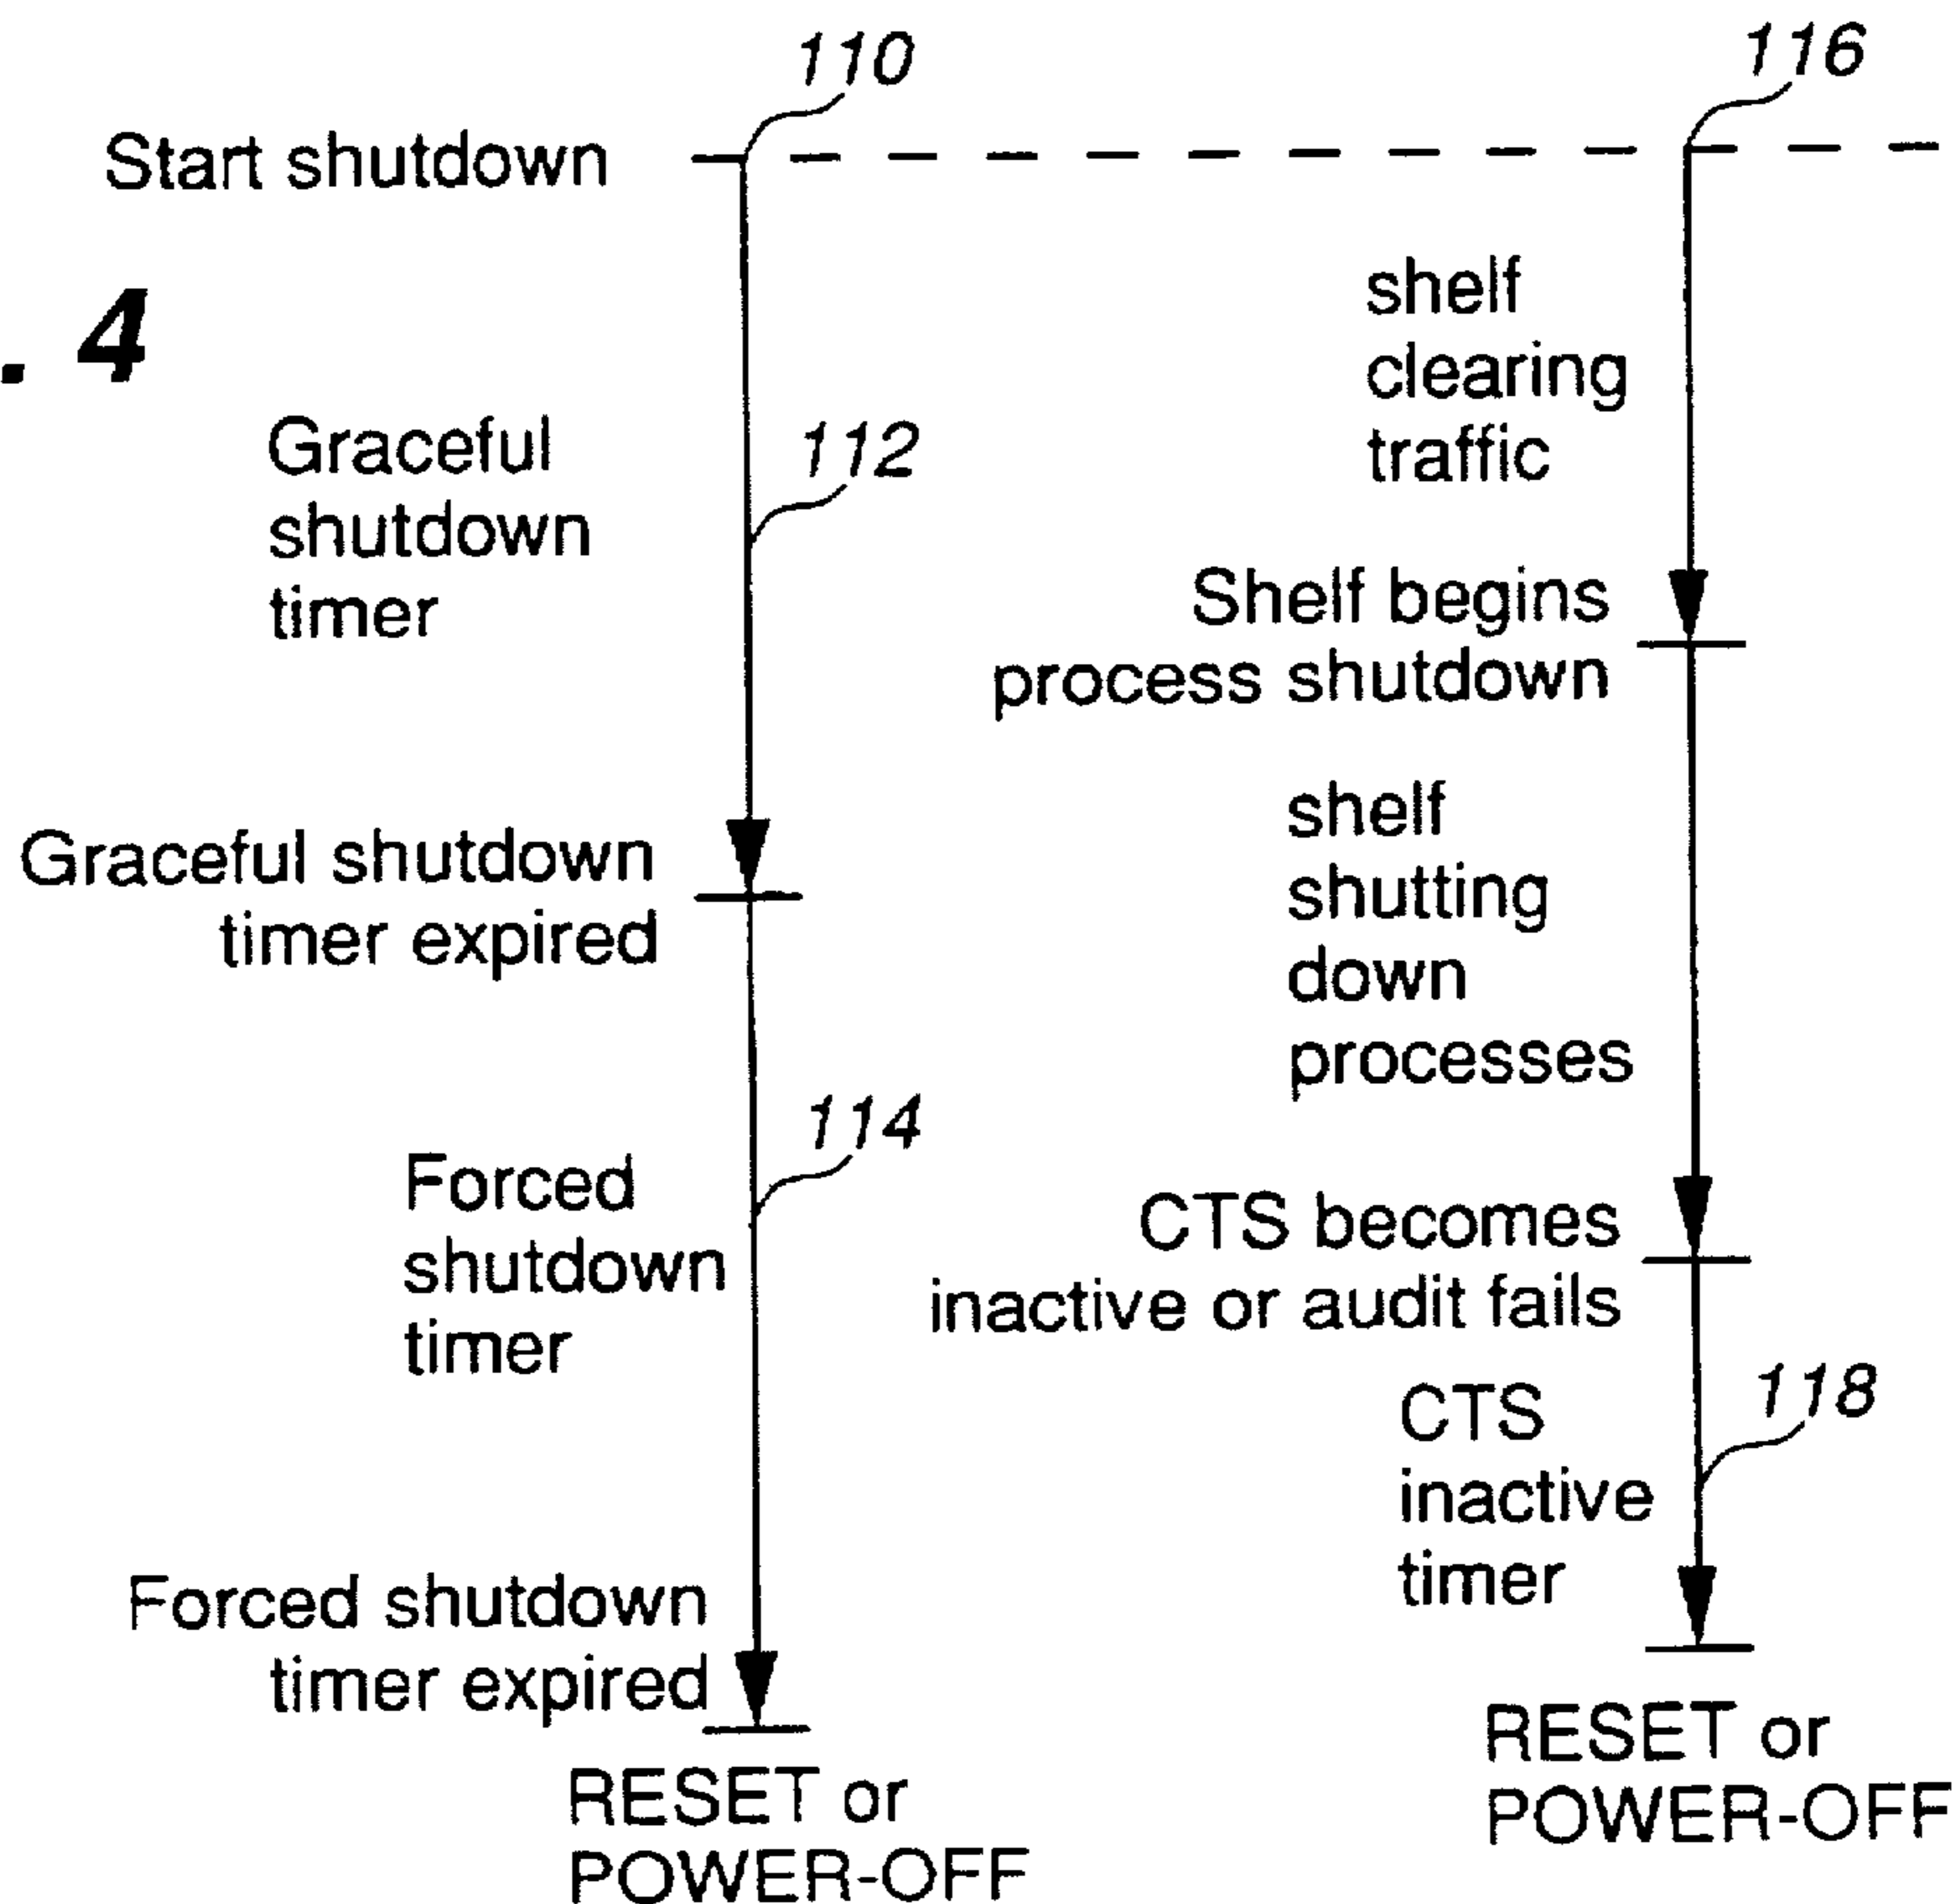 110
116
Start shutdown
. 4
shelf
clearing
traffic
Graceful
shutdown
timer
112
Shelf begins
process shutdown
shelf
shutting
down
processes
Graceful shutdown
timer expired
114
Forced
shutdown
timer
CTS becomes
inactive or audit fails
118
CTS
inactive
timer
Forced shutdown
timer expired
RESET or
POWER-OFF
RESET or
POWER-OFF